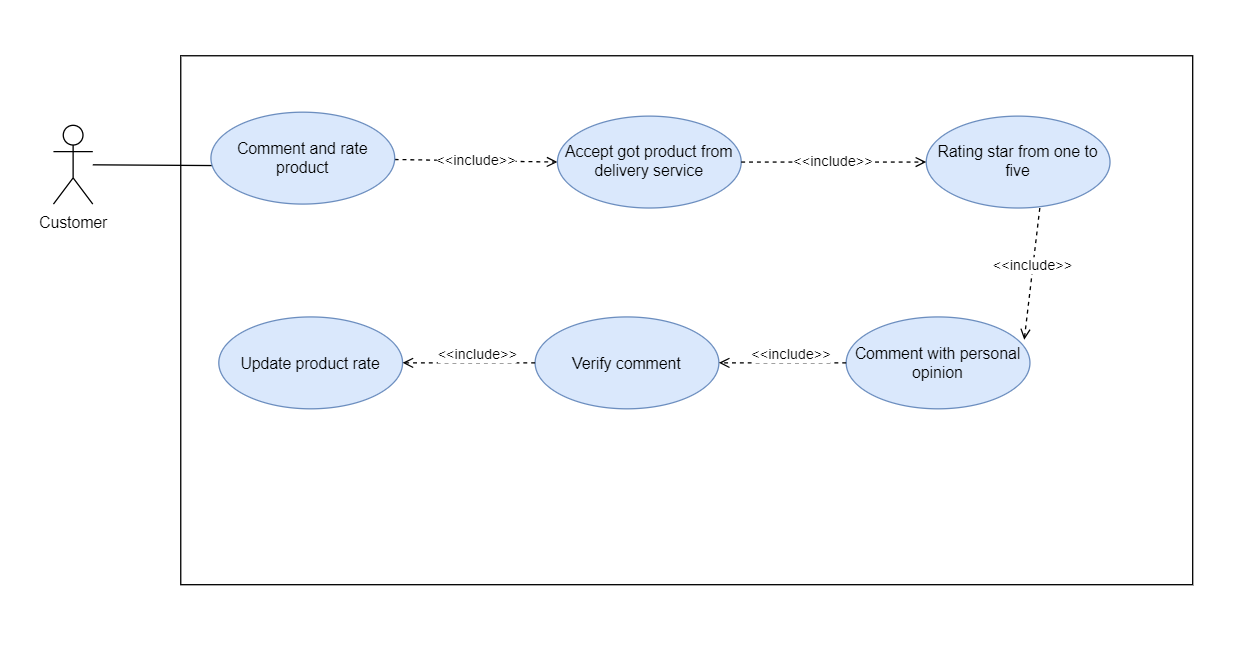 Customer
Comment and rate
product
<<include>>
Accept got product from
delivery service
<<include>>
Rating star from one to
five
<<include>>
Comment with personal
opinion
<<include>>
Verify comment
<<include>>
Update product rate